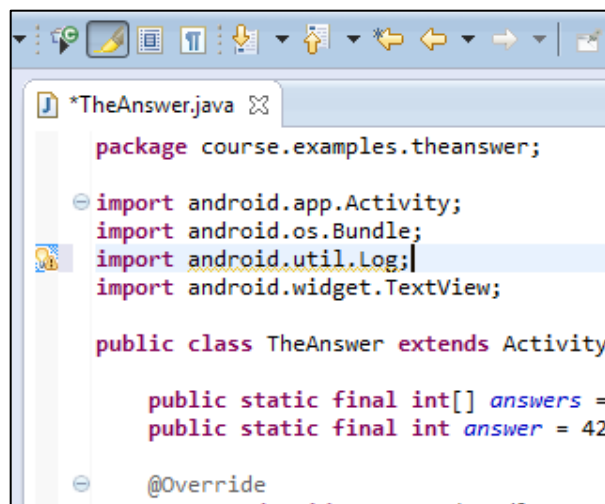 *TheAnswer.java
package course.examples.theanswer;
import android.app.Activity;
import android.os.Bundle;
import android.util.Log;
import android.widget.TextView;
public class TheAnswer extends Activity
public static final int[] answers =
public static final int answer = 42
@Override